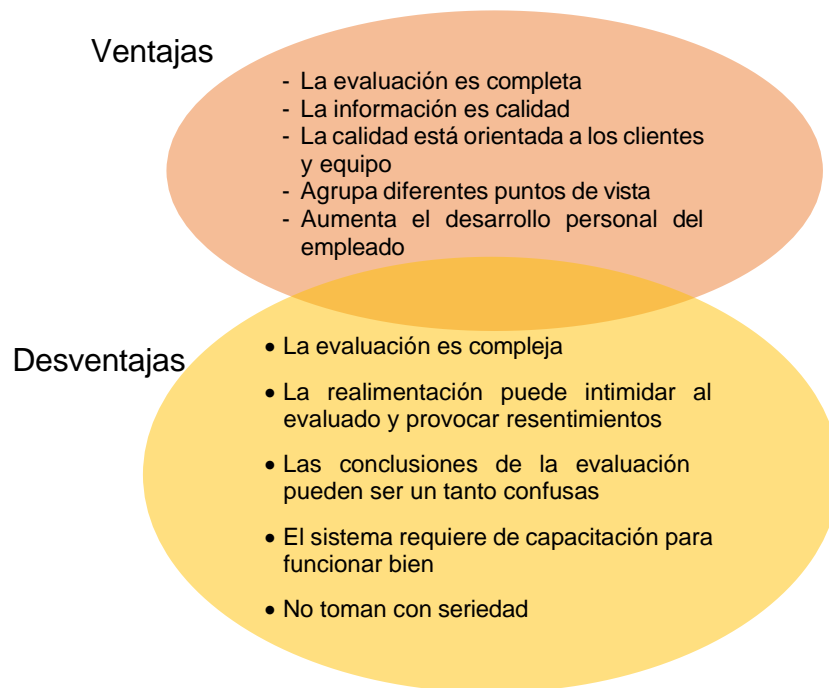 Ventajas
- La evaluación es completa
- La información es calidad
- La calidad está orientada a los clientes
y equipo
- Agrupa diferentes puntos de vista
- Aumenta el desarrollo personal del
empleado
Desventajas
• La evaluación es compleja
• La realimentación puede intimidar al
evaluado y provocar resentimientos
• Las conclusiones de la evaluación
pueden ser un tanto confusas
• El sistema requiere de capacitación para
funcionar bien
• No toman con seriedad